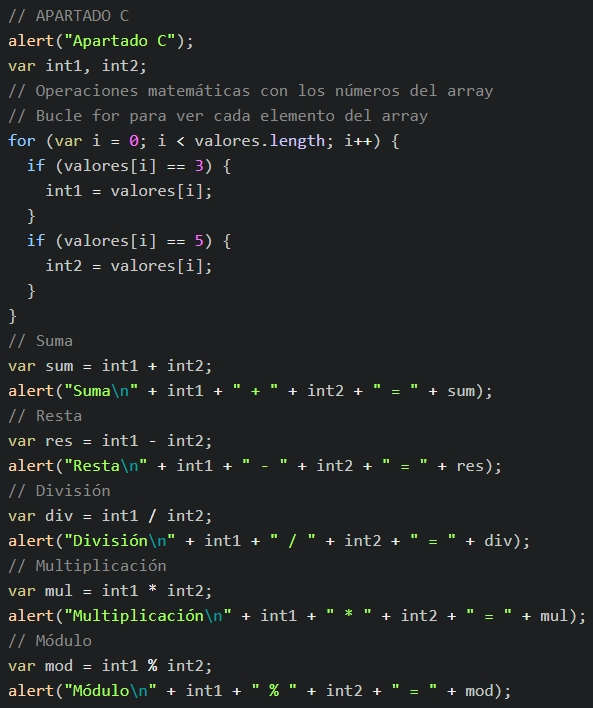 // APARTADO C
alert("Apartado C");
var int1, int2;
// Operaciones matemáticas con los números del array
// Bucle for para ver cada elemento del array
for (var i = 0; i < valores.length; i++) {
  if (valores[i] == 3) {
    int1 = valores[i];
  }
  if (valores[i] == 5) {
    int2 = valores[i];
  }
}
// Suma
var sum = int1 + int2;
alert("Suma\n" + int1 + " + " + int2 + " = " + sum);
// Resta
var res = int1 - int2;
alert("Resta\n" + int1 + " - " + int2 + " = " + res);
// División
var div = int1 / int2;
alert("División\n" + int1 + " / " + int2 + " = " + div);
// Multiplicación
var mul = int1 * int2;
alert("Multiplicación\n" + int1 + " * " + int2 + " = " + mul);
// Módulo
var mod = int1 % int2;
alert("Módulo\n" + int1 + " % " + int2 + " = " + mod);